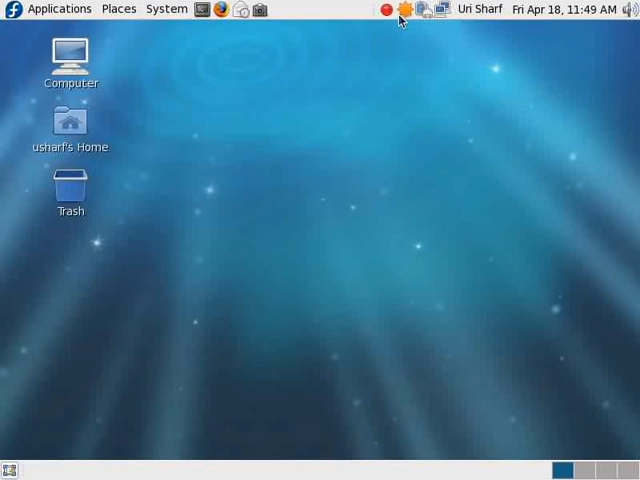 Applications Places System Uri Sharf Fri Apr 18, 11:49 AM
Computer
usharf's Home
Trash